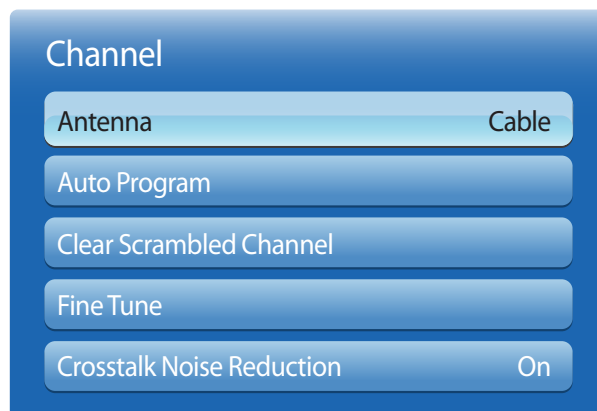 Channel
Antenna Cable
Auto Program
Clear Scrambled Channel
Fine Tune
Crosstalk Noise Reduction On